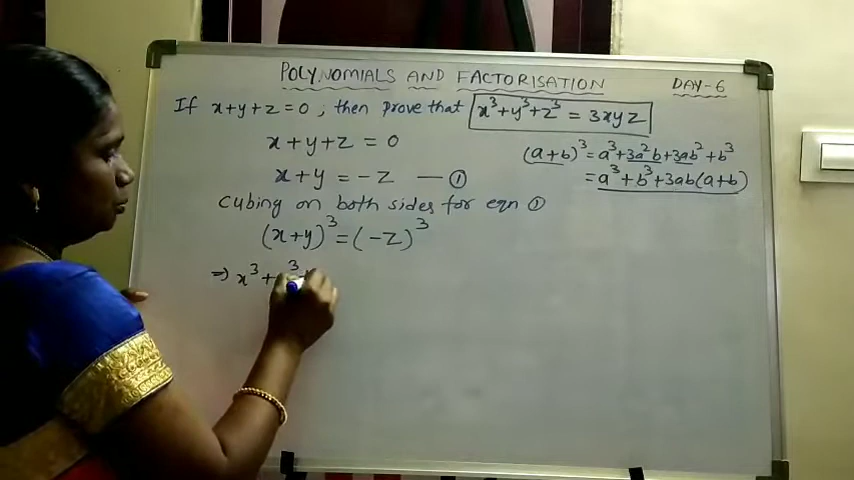 POLYNOMIALS AND FACTORISATION DAY-6
If x+y+z=0, then prove that x³+y³+z³=3xyz
x+y+z=0
(a+b)³=a³+3a²b+3ab²+b³
x+y=-z —①
=a³+b³+3ab(a+b)
cubing on both sides for eqn ①
(x+y)³=(-z)³
⇒ x³+